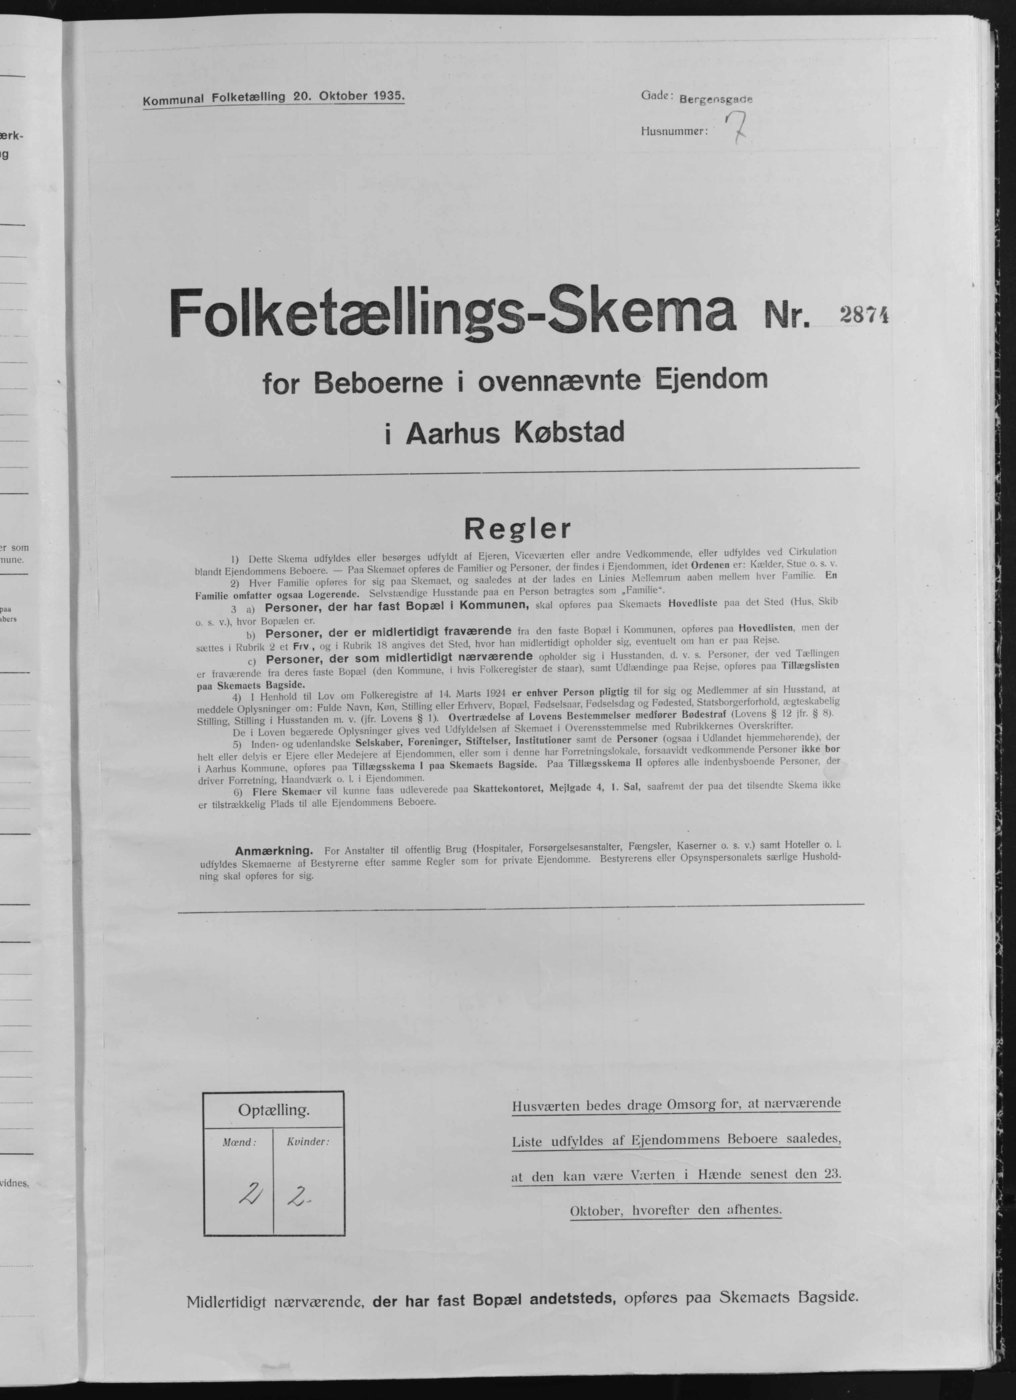 Kommunal Folketælling 20. Oktober 1935.
Gade: Bergensgade
Husnummer: 7
Folketællings-Skema Nr. 2874
for Beboerne i ovennævnte Ejendom
i Aarhus Købstad
Regler
1) Dette Skema udfyldes eller besørges udfyldt af Ejeren, Viceværten eller andre Vedkommende, eller udfyldes ved Cirkulation
blandt Ejendommens Beboere. — Paa Skemaet opføres de Familier og Personer, der findes i Ejendommen, idet Ordenen er: Kælder, Stue o. s. v.
2) Hver Familie opføres for sig paa Skemaet, og saaledes at der lades en Linies Mellemrum aaben mellem hver Familie. En
Familie omfatter ogsaa Logerende. Selvstændige Husstande paa en Person betragtes som „Familie“.
3 a) Personer, der har fast Bopæl i Kommunen, skal opføres paa Skemaets Hovedliste paa det Sted (Hus, Skib
o. s. v.), hvor Bopælen er.
b) Personer, der er midlertidigt fraværende fra den faste Bopæl i Kommunen, opføres paa Hovedlisten, men der
sættes i Rubrik 2 et Frv., og i Rubrik 18 angives det Sted, hvor han midlertidigt opholder sig, eventuelt om han er paa Rejse.
c) Personer, der som midlertidigt nærværende opholder sig i Husstanden, d. v. s. Personer, der ved Tællingen
er fraværende fra deres faste Bopæl (den Kommune, i hvis Folkeregister de staar), samt Udlændinge paa Rejse, opføres paa Tillægslisten
paa Skemaets Bagside.
4) I Henhold til Lov om Folkeregistre af 14. Marts 1924 er enhver Person pligtig til for sig og Medlemmer af sin Husstand, at
meddele Oplysninger om: Fulde Navn, Køn, Stilling eller Erhverv, Bopæl, Fødselsaar, Fødselsdag og Fødested, Statsborgerforhold, ægteskabelig
Stilling, Stilling i Husstanden m. v. (jfr. Lovens § 1). Overtrædelse af Lovens Bestemmelser medfører Bødestraf (Lovens § 12 jfr. § 8).
De i Loven begærede Oplysninger gives ved Udfyldelsen af Skemaet i Overensstemmelse med Rubrikkernes Overskrifter.
5) Inden- og udenlandske Selskaber, Foreninger, Stiftelser, Institutioner samt de Personer (ogsaa i Udlandet hjemmehørende), der
helt eller delvis er Ejere eller Medejere af Ejendommen, eller som i denne har Forretningslokale, forsaavidt vedkommende Personer ikke bor
i Aarhus Kommune, opføres paa Tillægsskema I paa Skemaets Bagside. Paa Tillægsskema II opføres alle indenbysboende Personer, der
driver Forretning, Haandværk o. l. i Ejendommen.
6) Flere Skemaer vil kunne faas udleverede paa Skattekontoret, Mejlgade 4, 1. Sal, saafremt der paa det tilsendte Skema ikke
er tilstrækkelig Plads til alle Ejendommens Beboere.
Anmærkning. For Anstalter til offentlig Brug (Hospitaler, Forsørgelsesanstalter, Fængsler, Kaserner o. s. v.) samt Hoteller o. l.
udfyldes Skemaerne af Bestyrerne efter samme Regler som for private Ejendomme. Bestyrerens eller Opsynspersonalets særlige Hushold-
ning skal opføres for sig.
Optælling.
Mænd: Kvinder:
2 2.
Husværten bedes drage Omsorg for, at nærværende
Liste udfyldes af Ejendommens Beboere saaledes,
at den kan være Værten i Hænde senest den 23.
Oktober, hvorefter den afhentes.
Midlertidigt nærværende, der har fast Bopæl andetsteds, opføres paa Skemaets Bagside.